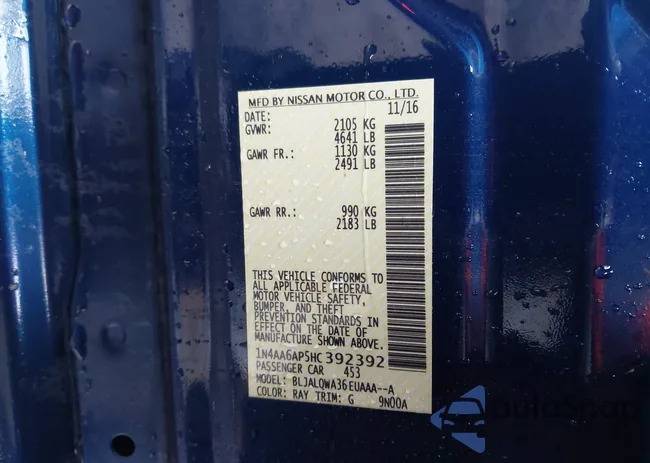 MFD BY NISSAN MOTOR CO., LTD.
DATE: 11/16
GVWR: 2105 KG
4641 LB
GAWR FR.: 1130 KG
2491 LB
GAWR RR.: 990 KG
2183 LB
THIS VEHICLE CONFORMS TO
ALL APPLICABLE FEDERAL
MOTOR VEHICLE SAFETY,
BUMPER, AND THEFT
PREVENTION STANDARDS IN
EFFECT ON THE DATE OF
MANUFACTURE SHOWN ABOVE.
1N4AA6AP5HC392392
PASSENGER CAR 453
MODEL: BLJALQWA36EUAAA--A
COLOR: RAY TRIM: G 9N00A
AutoSnap